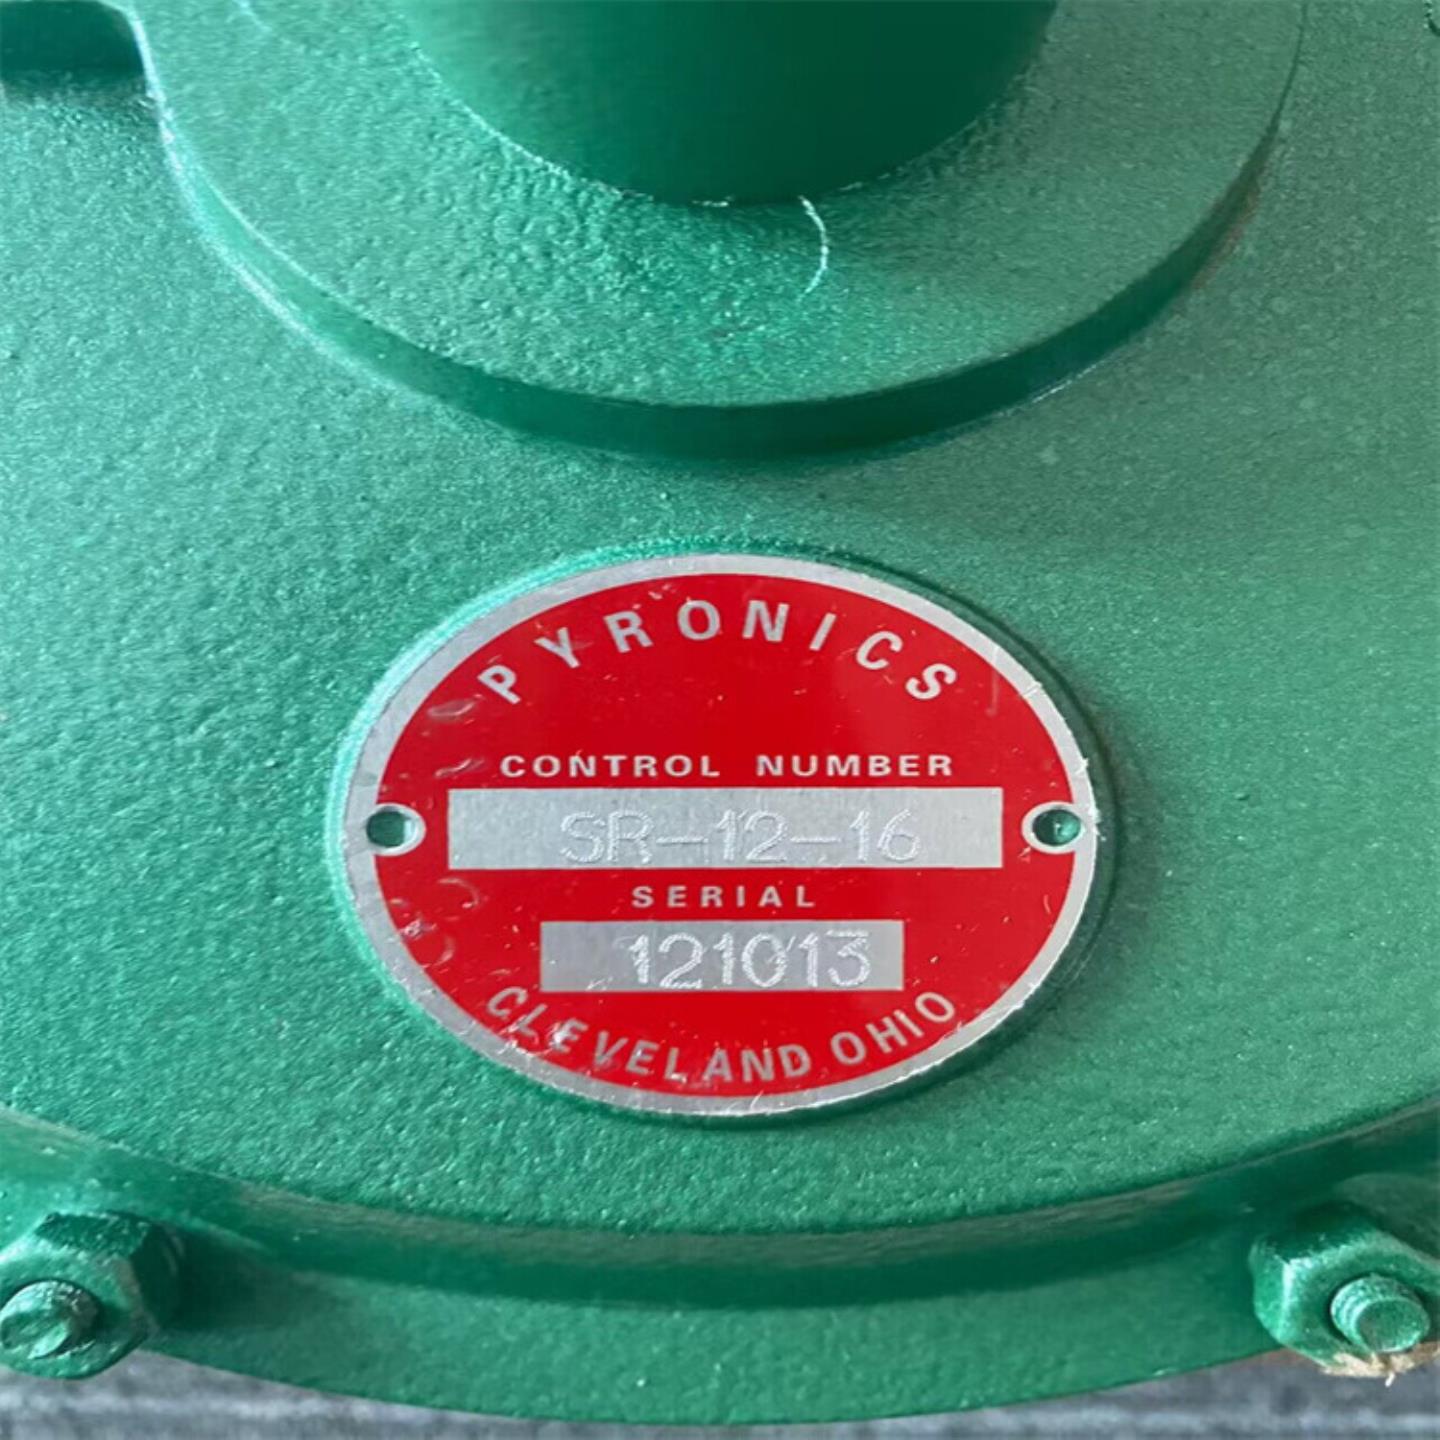 PYRONICS
CONTROL NUMBER
SR-12-16
SERIAL
121013
CLEVELAND OHIO